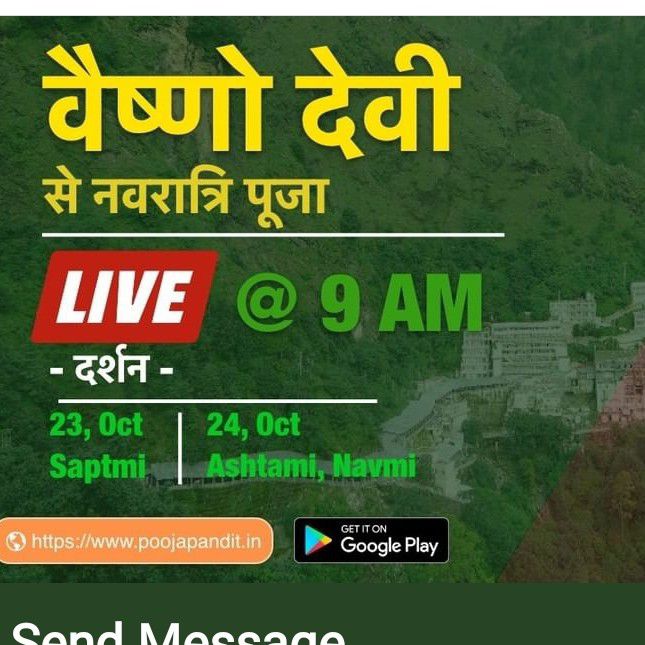 वैष्णो देवी
से नवरात्रि पूजा
LIVE @ 9 AM
- दर्शन -
23, Oct | 24, Oct
Saptmi | Ashtami, Navmi
https://www.poojapandit.in
GET IT ON
Google Play
Send Message